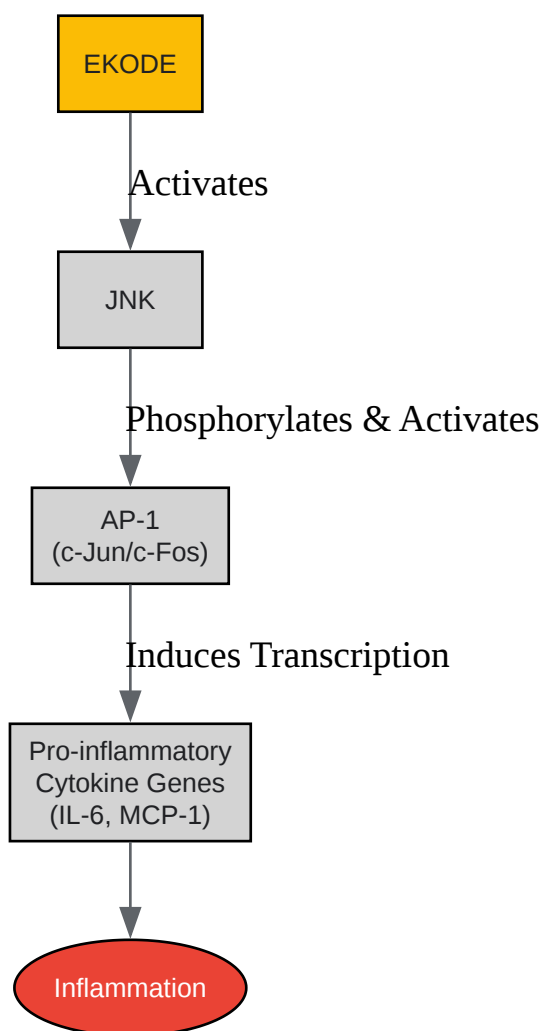 EKODE
Activates
JNK
Phosphorylates & Activates
AP-1
(c-Jun/c-Fos)
Induces Transcription
Pro-inflammatory
Cytokine Genes
(IL-6, MCP-1)
Inflammation